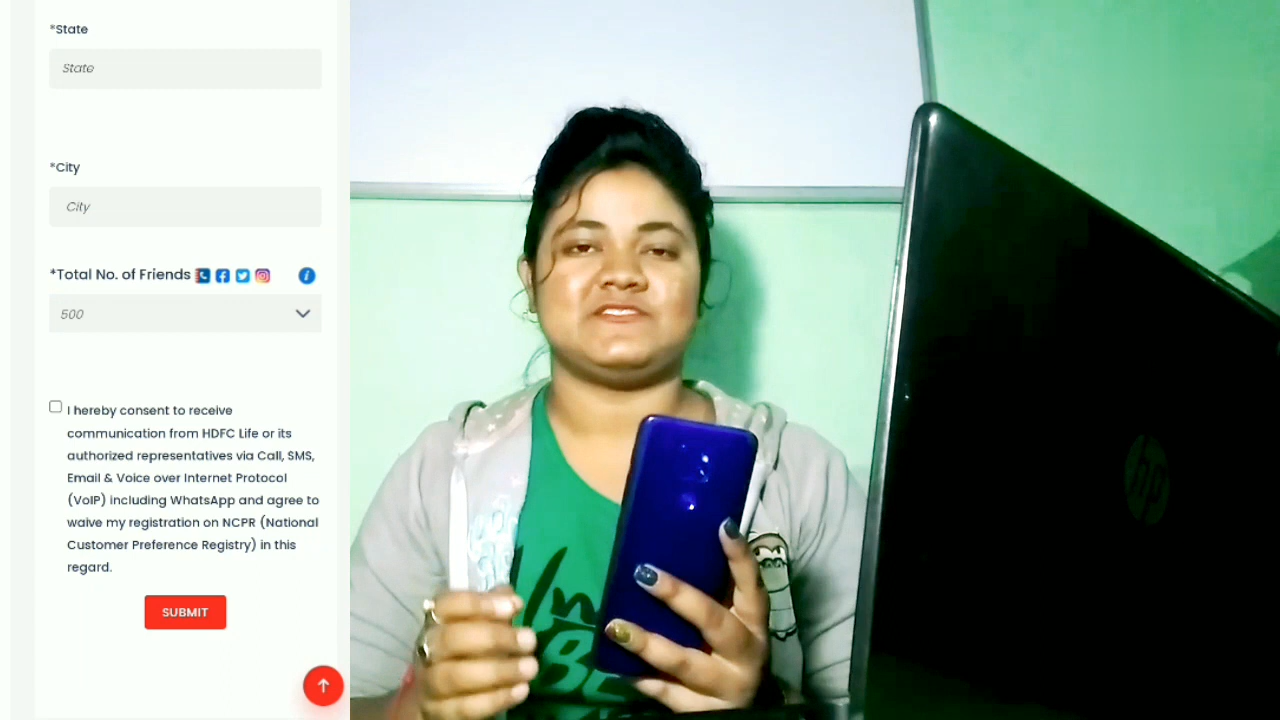 *State
State
*City
City
*Total No. of Friends
500
I hereby consent to receive
communication from HDFC Life or its
authorized representatives via Call, SMS,
Email & Voice over Internet Protocol
(VoIP) including WhatsApp and agree to
waive my registration on NCPR (National
Customer Preference Registry) in this
regard.
SUBMIT
hp